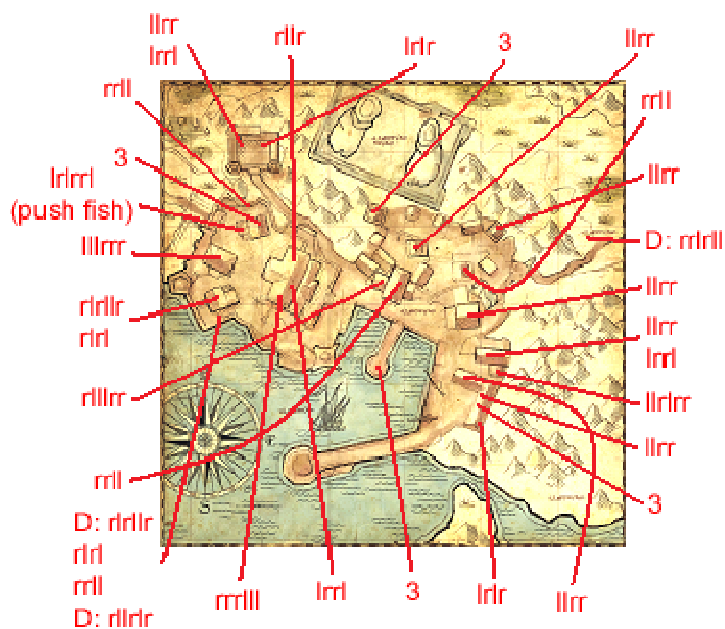 llrr
lrrl
rllr
lrlr
3
llrr
rrll
rrll
3
lrlrrl
(push fish)
lllrrr
rlrllr
rlrl
rlllrr
rrll
D: rlrllr
rlrl
rrll
D: rllrlr
rrrlll
lrrl
3
lrlr
llrr
3
llrr
llrlrr
llrr
lrrl
llrr
D: rrlrll
llrr
S